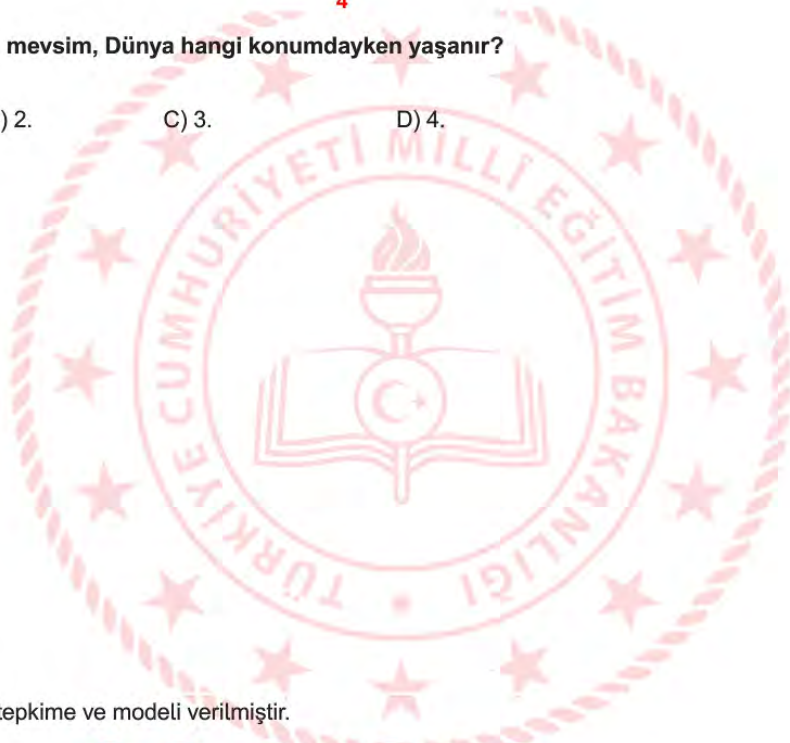 4
mevsim, Dünya hangi konumdayken yaşanır?
) 2. C) 3. D) 4.
TÜRKİYE CUMHURİYETİ MİLLÎ EĞİTİM BAKANLIĞI
tepkime ve modeli verilmiştir.